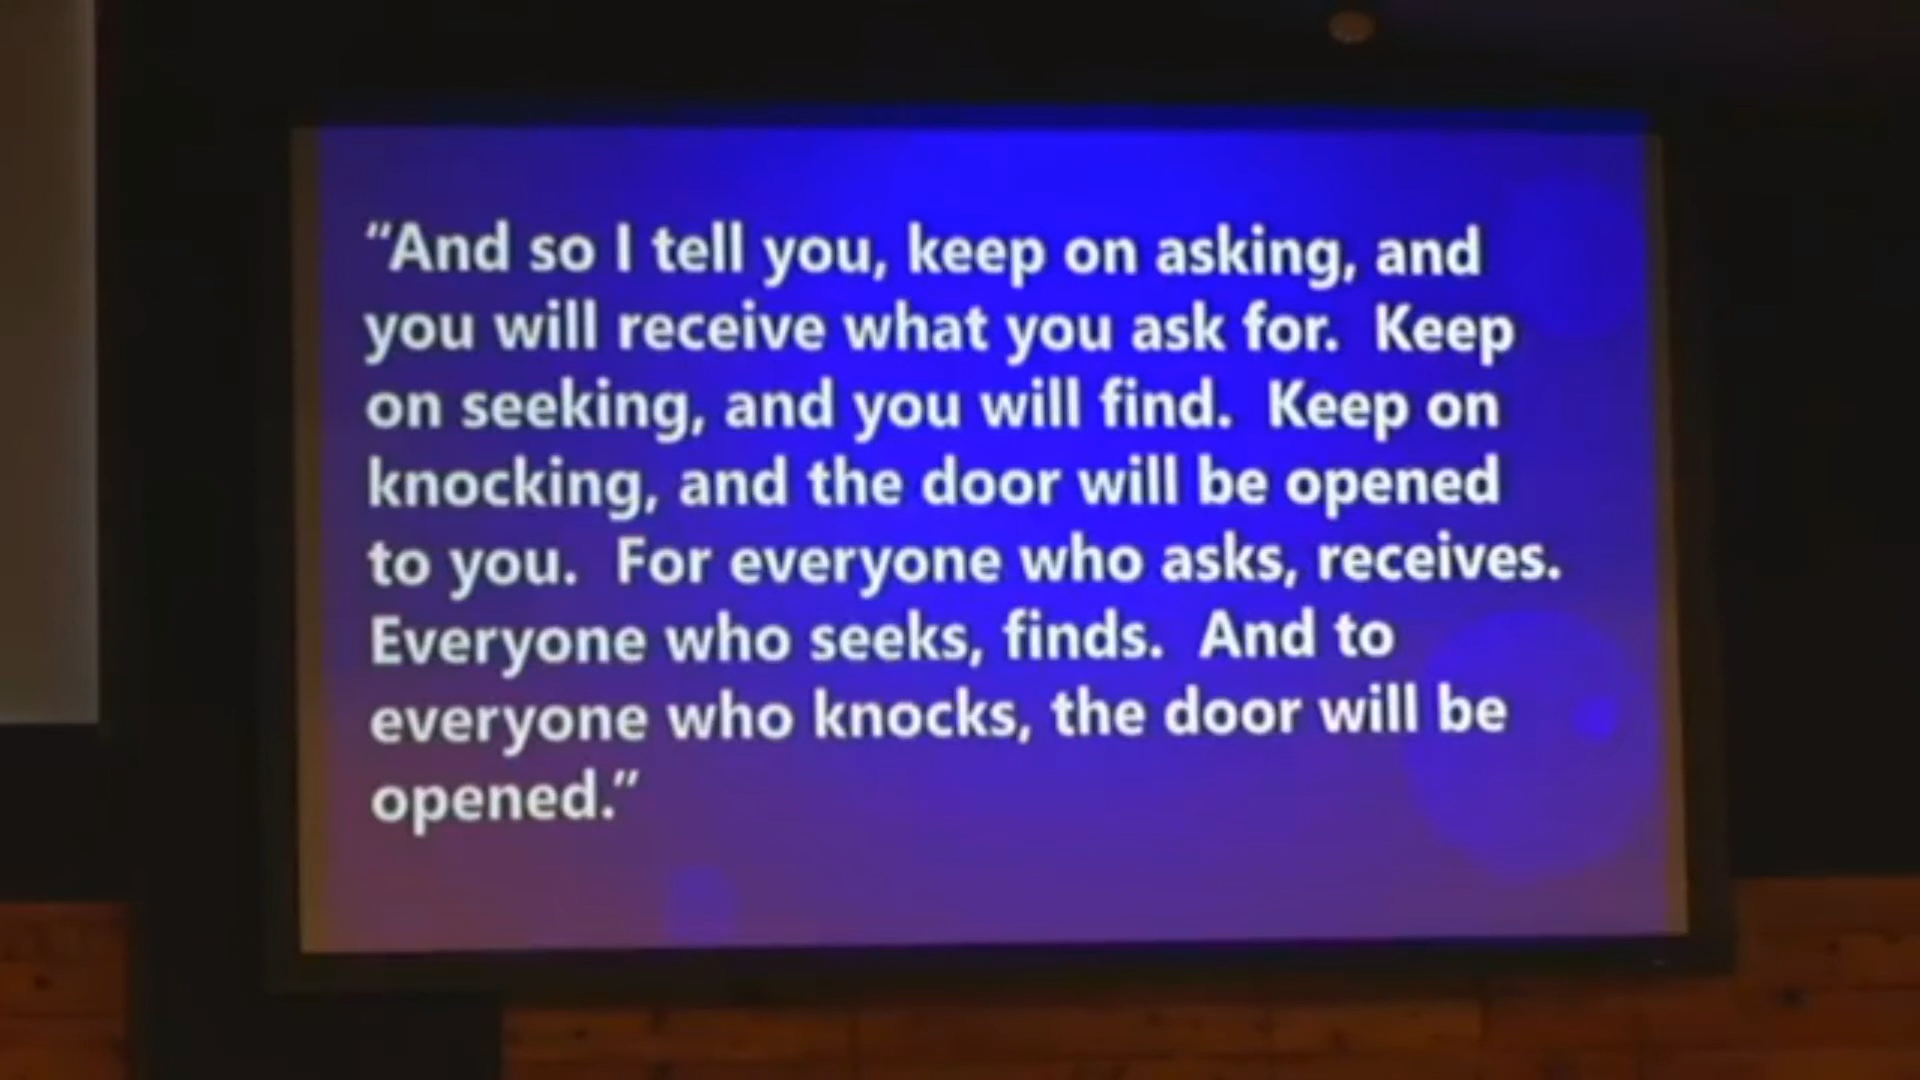 “And so I tell you, keep on asking, and
you will receive what you ask for.  Keep
on seeking, and you will find.  Keep on
knocking, and the door will be opened
to you.  For everyone who asks, receives.
Everyone who seeks, finds.  And to
everyone who knocks, the door will be
opened.”